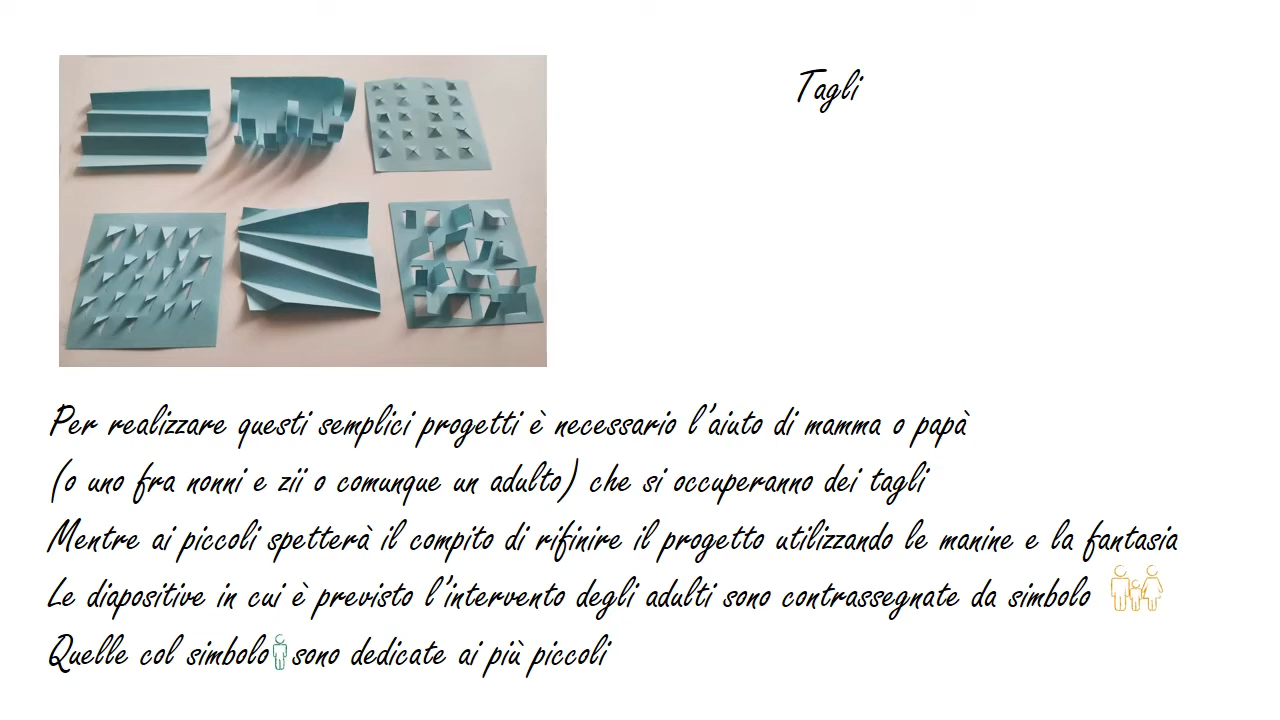 Tagli
Per realizzare questi semplici progetti è necessario l'aiuto di mamma o papà
(o uno fra nonni e zii o comunque un adulto) che si occuperanno dei tagli
Mentre ai piccoli spetterà il compito di rifinire il progetto utilizzando le manine e la fantasia
Le diapositive in cui è previsto l'intervento degli adulti sono contrassegnate da simbolo
Quelle col simbolo sono dedicate ai più piccoli